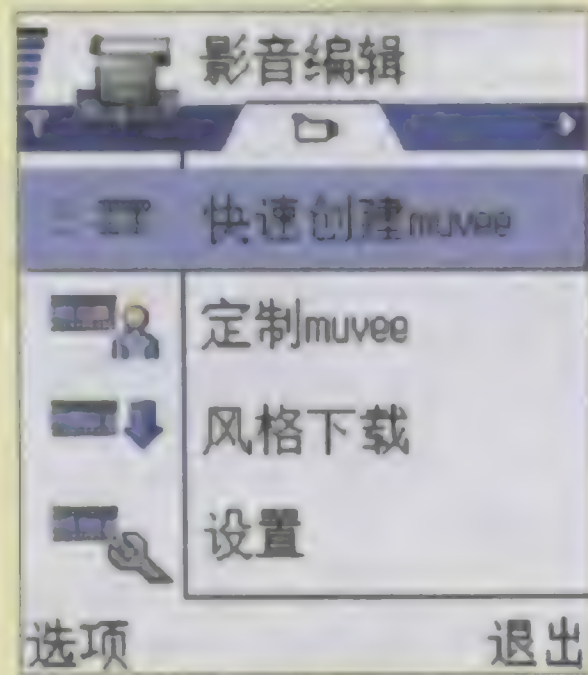 影音编辑
快速创建muvee
定制muvee
风格下载
设置
选项 退出